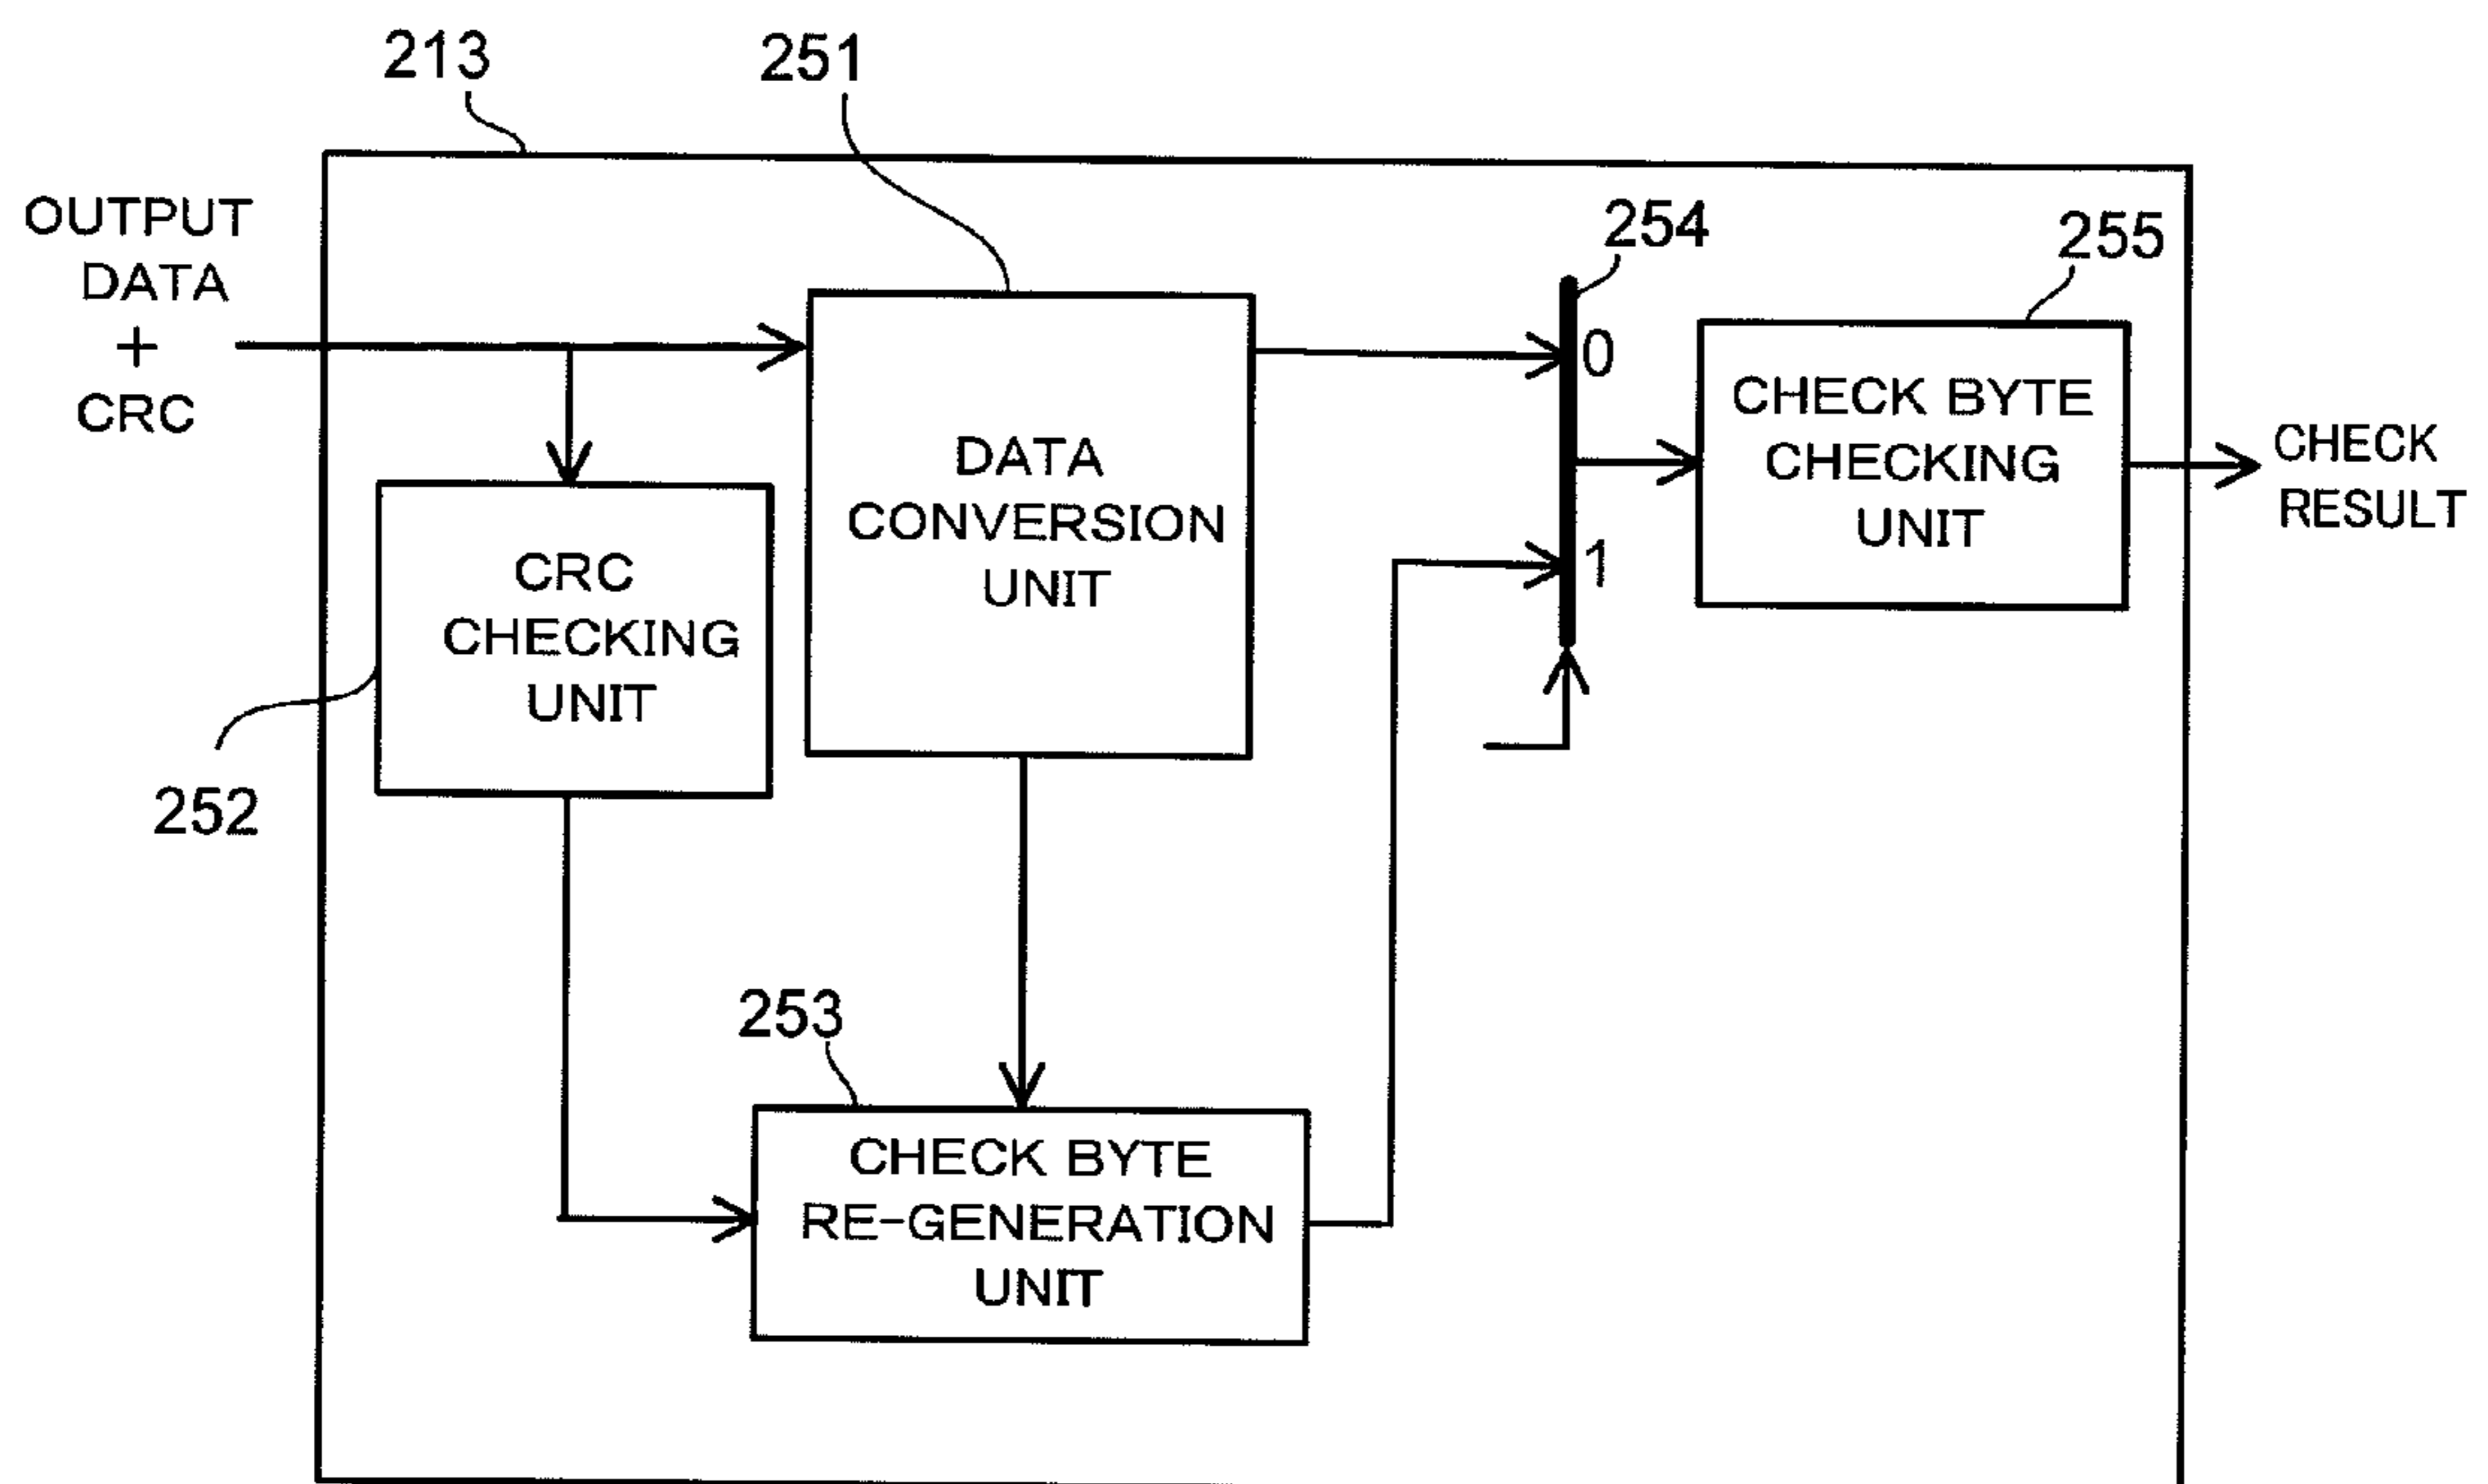 213
251
OUTPUT
DATA
+
CRC
254
255
0
CHECK BYTE
CHECKING
UNIT
CHECK
RESULT
DATA
CONVERSION
UNIT
1
CRC
CHECKING
UNIT
252
253
CHECK BYTE
RE-GENERATION
UNIT